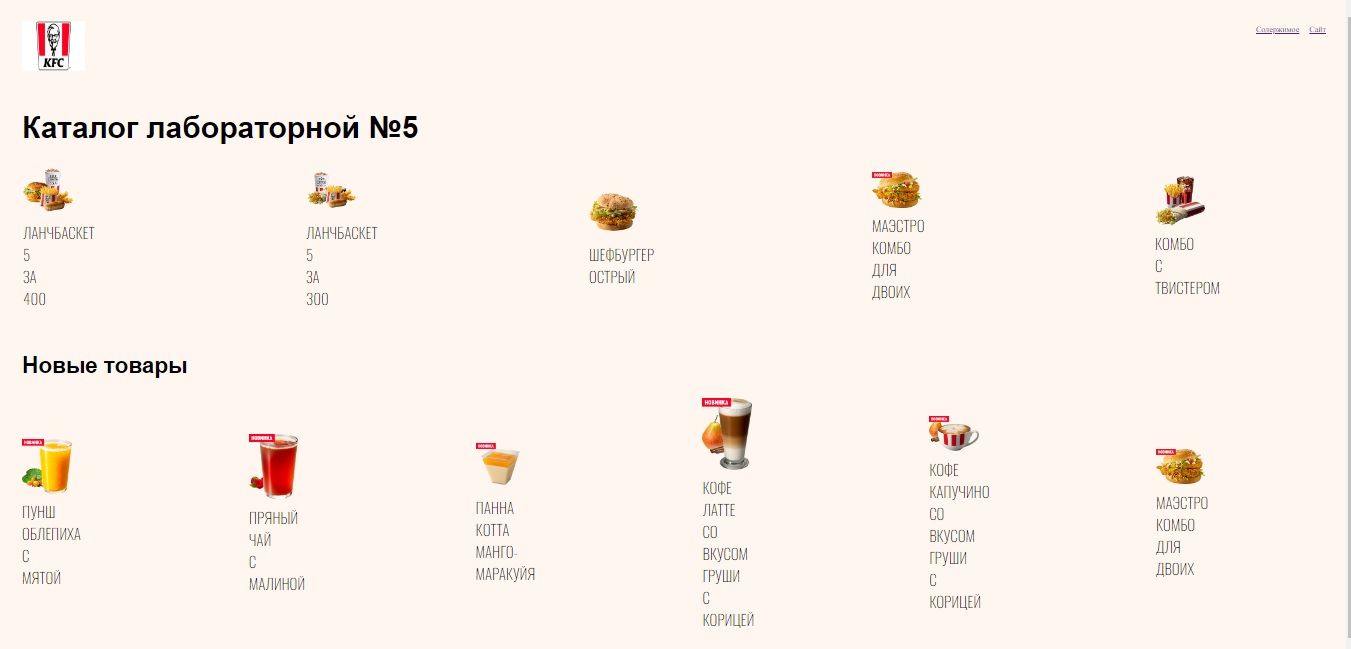 KFC
Содержимое Сайт
Каталог лабораторной №5
ЛАНЧБАСКЕТ
5
ЗА
400
ЛАНЧБАСКЕТ
5
ЗА
300
ШЕФБУРГЕР
ОСТРЫЙ
НОВИНКА
МАЭСТРО
КОМБО
ДЛЯ
ДВОИХ
КОМБО
С
ТВИСТЕРОМ
Новые товары
НОВИНКА
ПУНШ
ОБЛЕПИХА
С
МЯТОЙ
НОВИНКА
ПРЯНЫЙ
ЧАЙ
С
МАЛИНОЙ
НОВИНКА
ПАННА
КОТТА
МАНГО-
МАРАКУЙЯ
НОВИНКА
КОФЕ
ЛАТТЕ
СО
ВКУСОМ
ГРУШИ
С
КОРИЦЕЙ
НОВИНКА
КОФЕ
КАПУЧИНО
СО
ВКУСОМ
ГРУШИ
С
КОРИЦЕЙ
НОВИНКА
МАЭСТРО
КОМБО
ДЛЯ
ДВОИХ